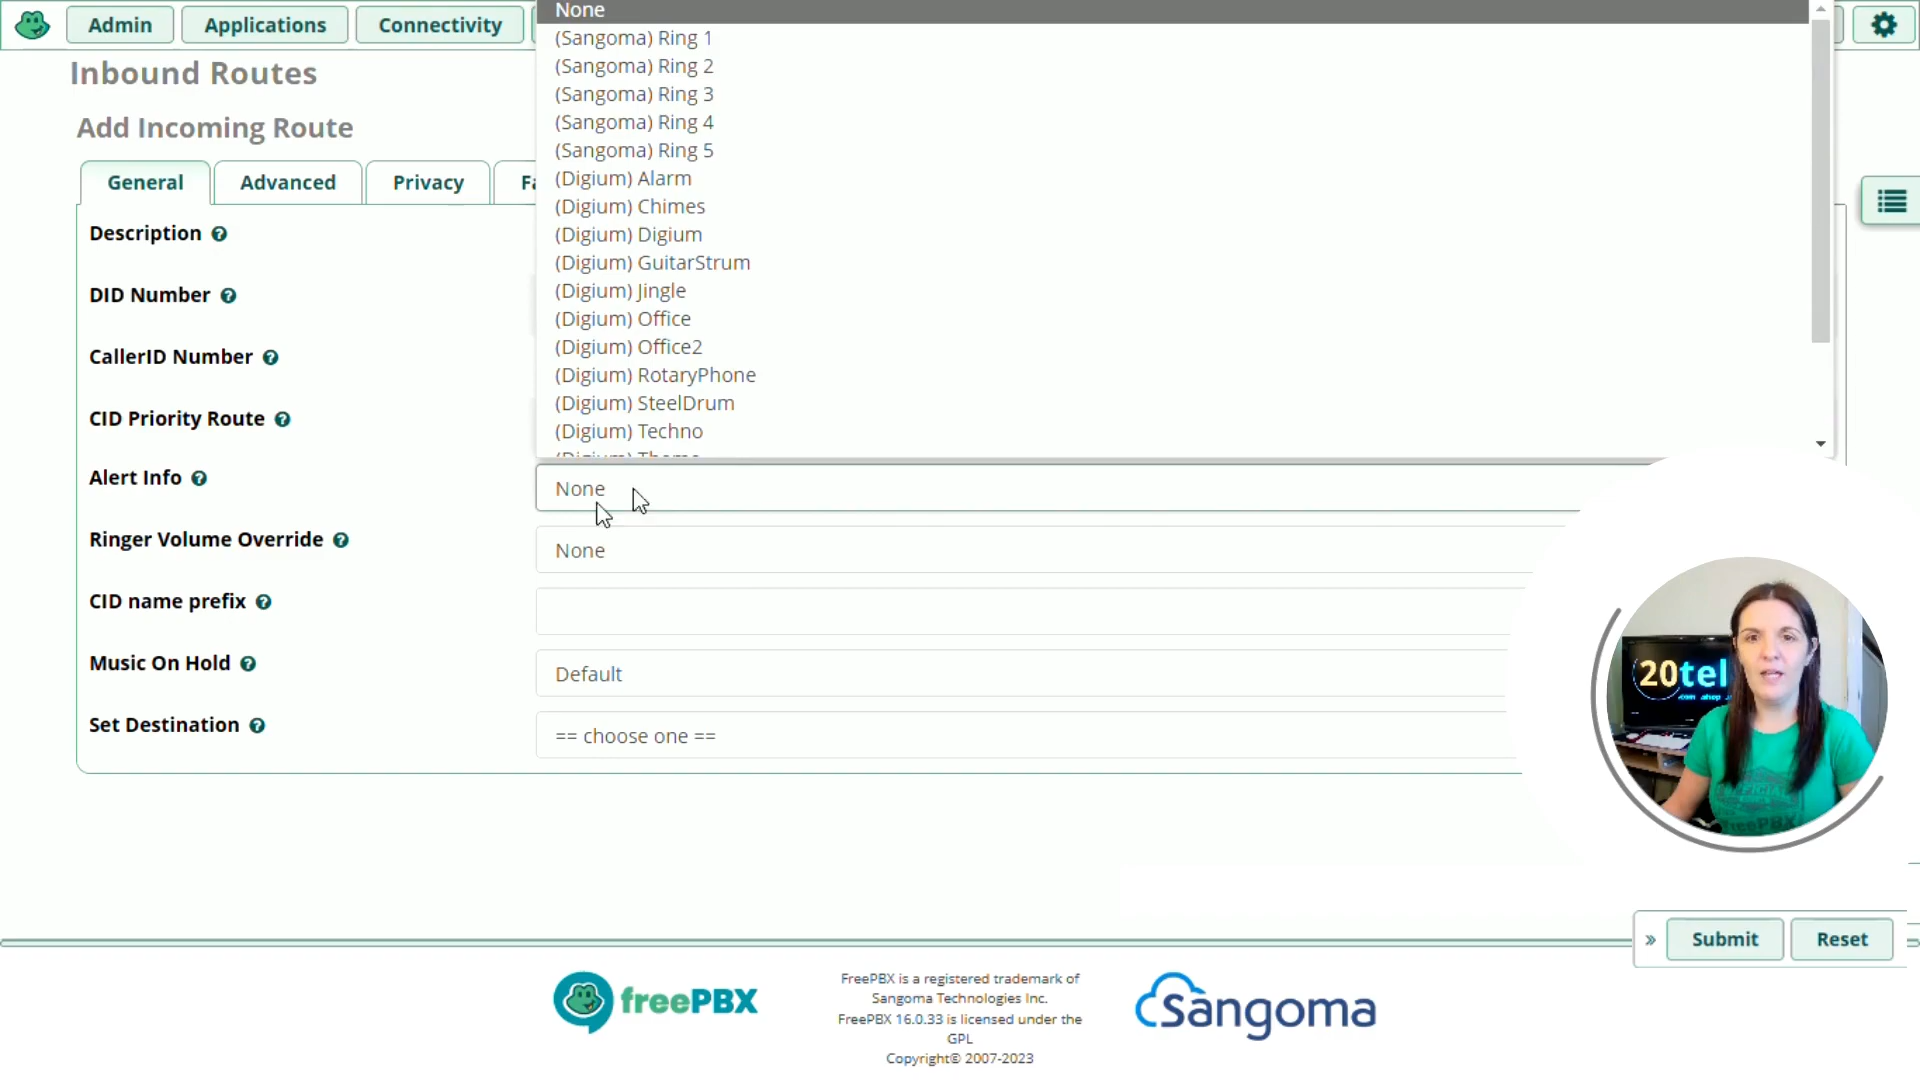 Admin
Applications
Connectivity
Inbound Routes
Add Incoming Route
General
Advanced
Privacy
None
(Sangoma) Ring 1
(Sangoma) Ring 2
(Sangoma) Ring 3
(Sangoma) Ring 4
(Sangoma) Ring 5
(Digium) Alarm
(Digium) Chimes
(Digium) Digium
(Digium) GuitarStrum
(Digium) Jingle
(Digium) Office
(Digium) Office2
(Digium) RotaryPhone
(Digium) SteelDrum
(Digium) Techno
Description
DID Number
CallerID Number
CID Priority Route
Alert Info
None
Ringer Volume Override
None
CID name prefix
Music On Hold
Default
Set Destination
== choose one ==
20tel
freePBX
» Submit
Reset
freePBX
FreePBX is a registered trademark of
Sangoma Technologies Inc.
FreePBX 16.0.33 is licensed under the
GPL
Copyright© 2007-2023
Sangoma